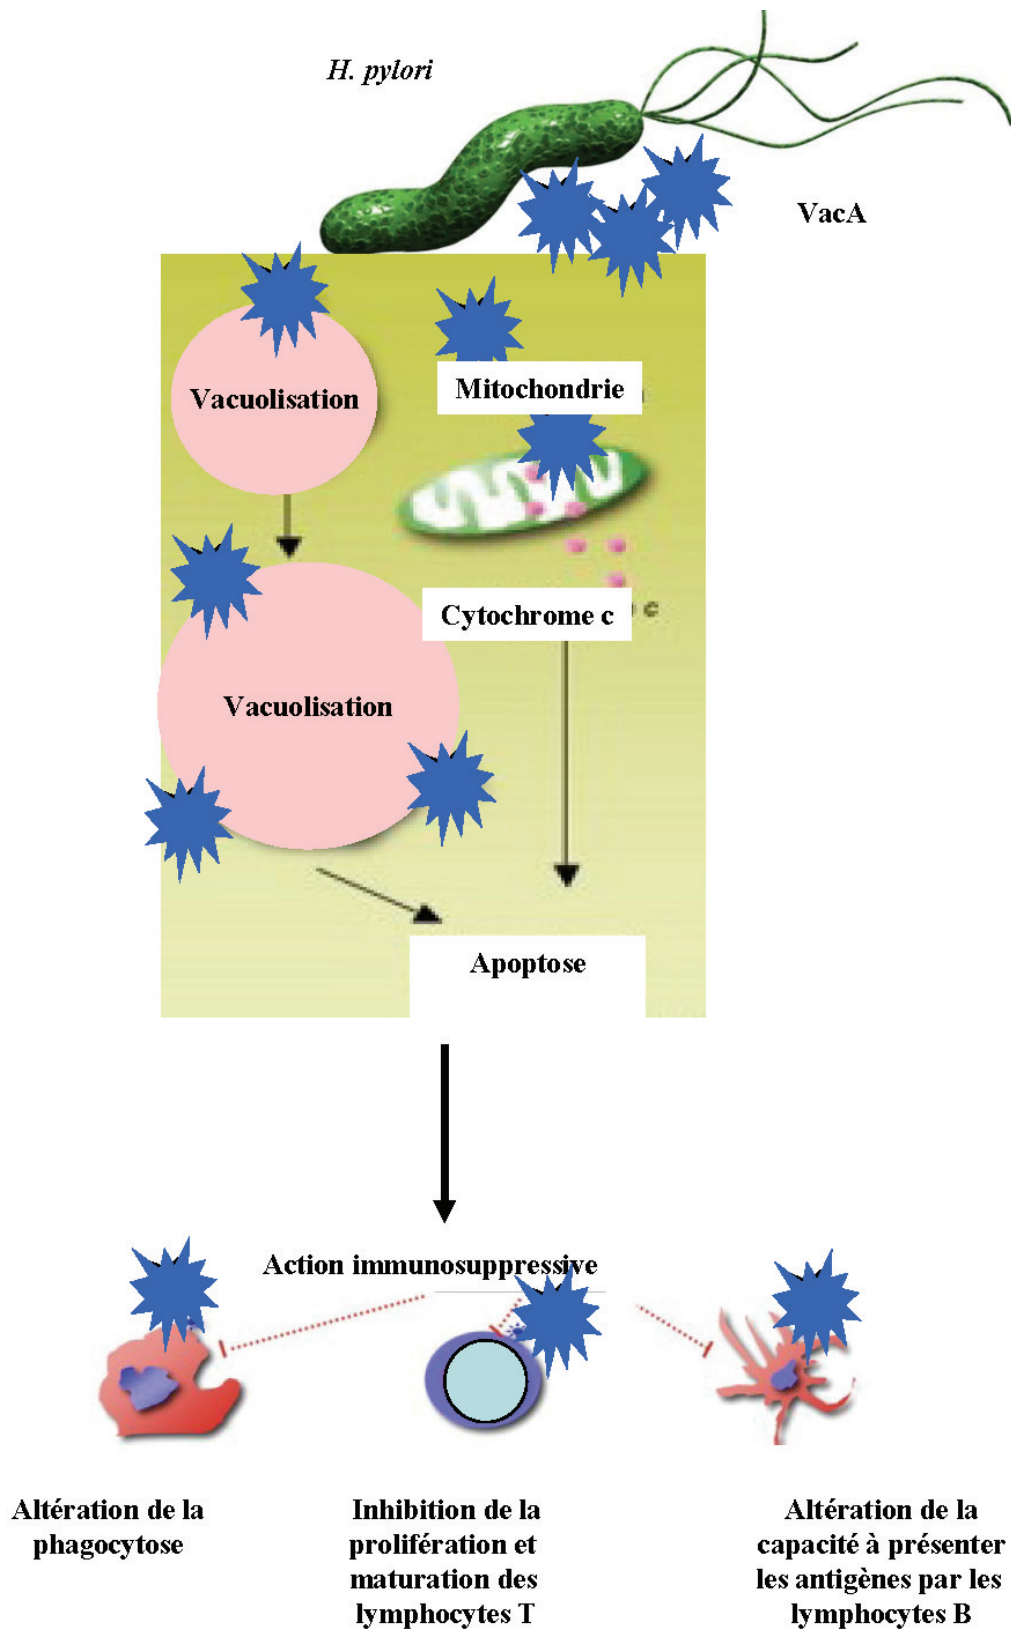 H. pylori
VacA
Vacuolisation
Mitochondrie
Cytochrome c
c
Vacuolisation
Apoptose
Action immunosuppressive
Altération de la
phagocytose
Inhibition de la
prolifération et
maturation des
lymphocytes T
Altération de la
capacité à présenter
les antigènes par les
lymphocytes B